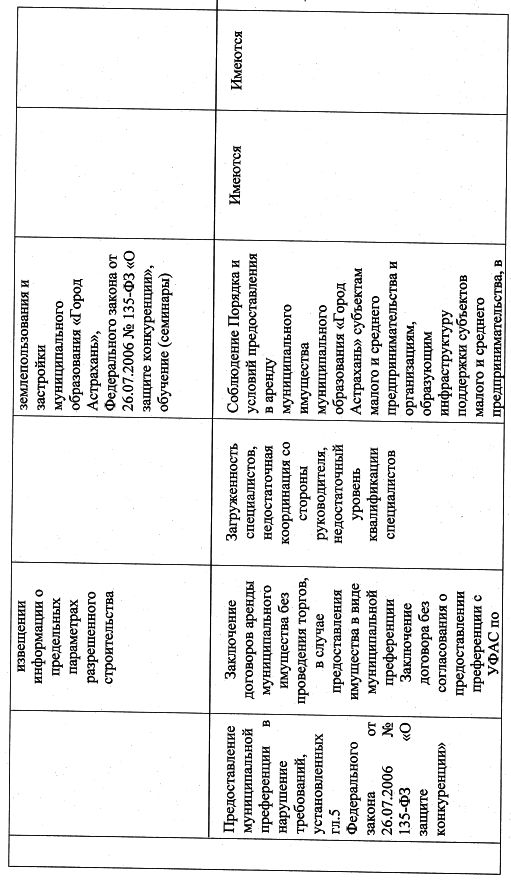 извещении
информации о
предельных
параметрах
разрешенного
строительства
землепользования и
застройки
муниципального
образования «Город
Астрахань»,
Федерального закона от
26.07.2006 № 135-ФЗ «О
защите конкуренции»,
обучение (семинары)
Предоставление
муниципальной
преференции в
нарушение
требований,
установленных
гл.5
Федерального
закона от
26.07.2006 №
135-ФЗ «О
защите
конкуренции»
Заключение
договоров аренды
муниципального
имущества без
проведения торгов,
в случае
предоставления
имущества в виде
муниципальной
преференции
Заключение
договора без
согласования о
предоставлении
преференции с
УФАС по
Загруженность
специалистов,
недостаточная
координация со
стороны
руководителя,
недостаточный
уровень
квалификации
специалистов
Соблюдение Порядка и
условий предоставления
в аренду
муниципального
имущества
муниципального
образования «Город
Астрахань» субъектам
малого и среднего
предпринимательства и
организациям,
образующим
инфраструктуру
поддержки субъектов
малого и среднего
предпринимательства, в
Имеются
Имеются